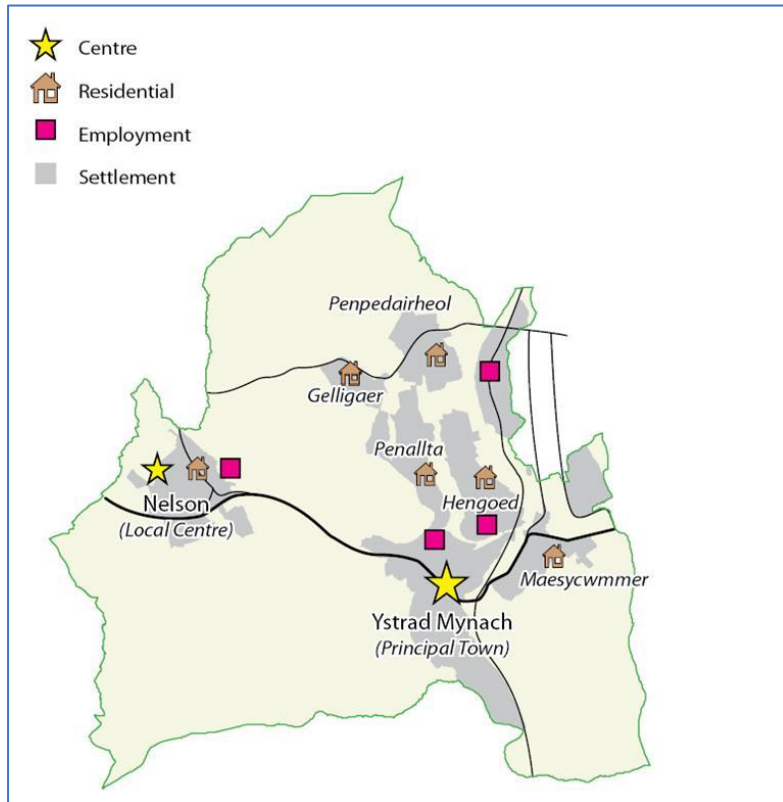 Centre
Residential
Employment
Settlement
Penpedairheol
Gelligaer
Penallta
Hengoed
Nelson
(Local Centre)
Maesycwmmer
Ystrad Mynach
(Principal Town)